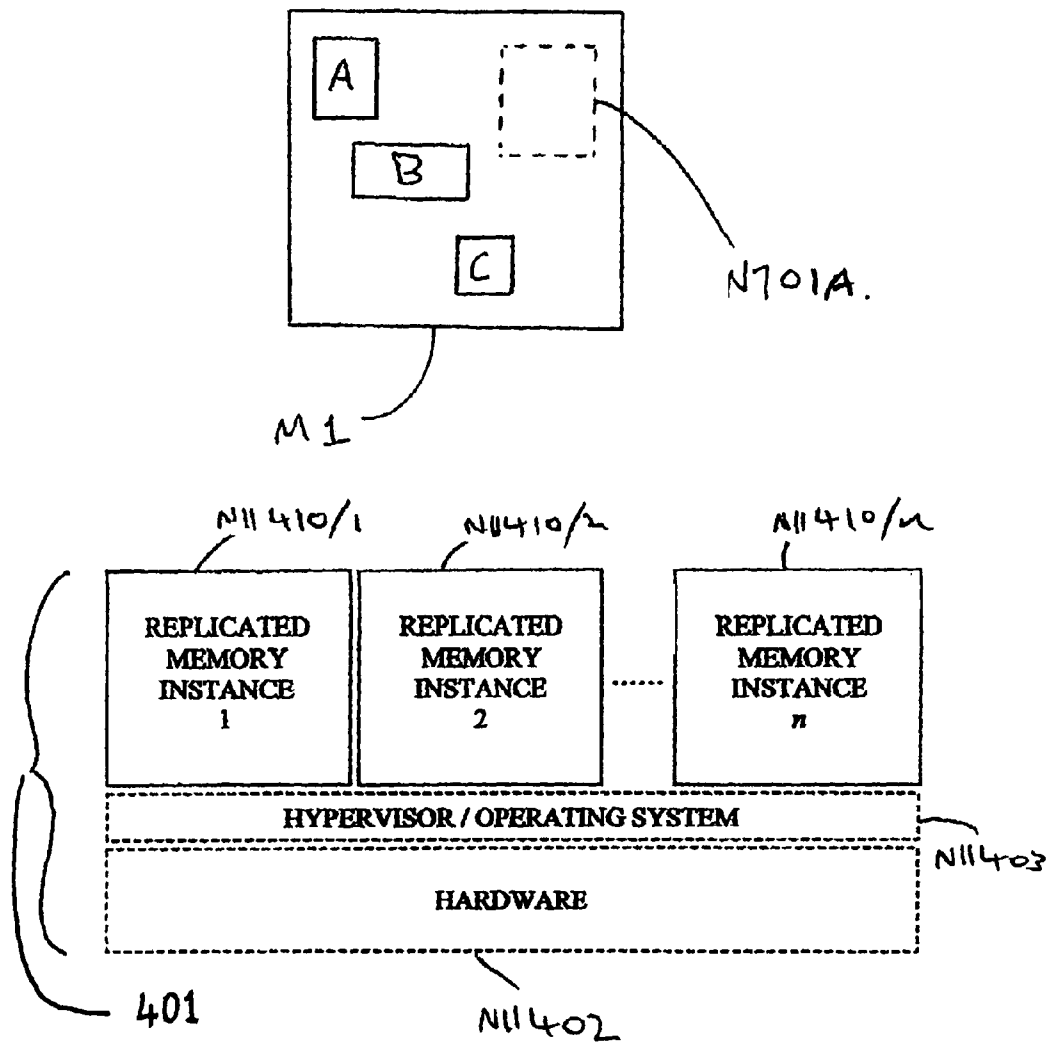 A
B
C
N701A.
M1
N11410/1
N11410/2
N11410/n
REPLICATED
MEMORY
INSTANCE
1
REPLICATED
MEMORY
INSTANCE
2
......
REPLICATED
MEMORY
INSTANCE
n
HYPERVISOR / OPERATING SYSTEM
N11403
HARDWARE
401
N11402